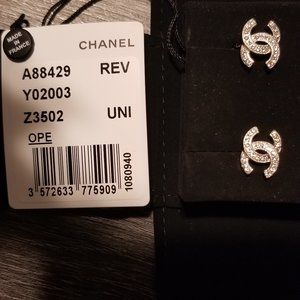 MADE IN
FRANCE
CHANEL
A88429 REV
Y02003
Z3502 UNI
OPE
3 572633 775909
1080940